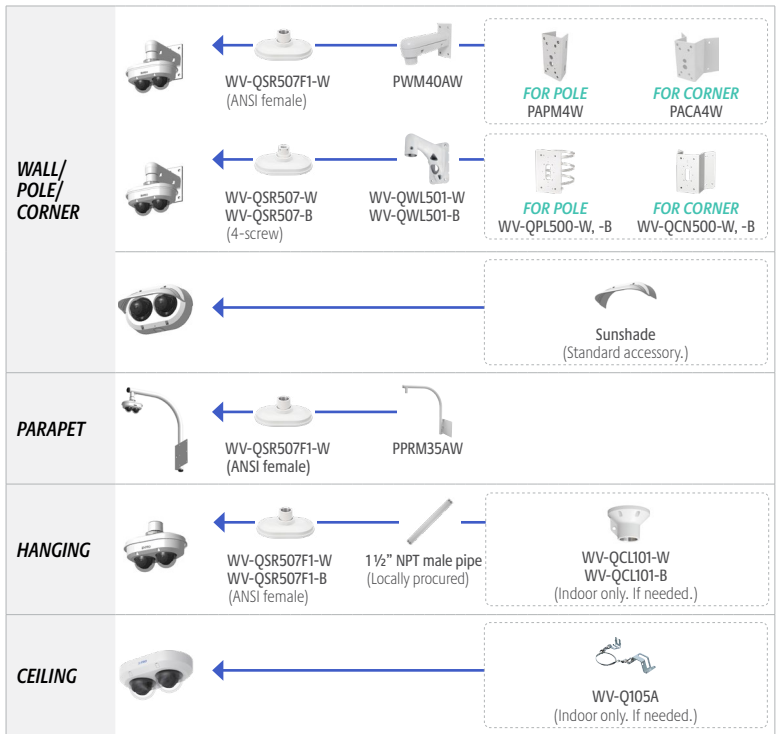 WALL/
POLE/
CORNER
WV-QSR507F1-W
(ANSI female)
PWM40AW
FOR POLE
PAPM4W
FOR CORNER
PACA4W
WV-QSR507-W
WV-QSR507-B
(4-screw)
WV-QWL501-W
WV-QWL501-B
FOR POLE
WV-QPL500-W, -B
FOR CORNER
WV-QCN500-W, -B
Sunshade
(Standard accessory.)
PARAPET
WV-QSR507F1-W
(ANSI female)
PPRM35AW
HANGING
WV-QSR507F1-W
WV-QSR507F1-B
(ANSI female)
1 ½” NPT male pipe
(Locally procured)
WV-QCL101-W
WV-QCL101-B
(Indoor only. If needed.)
CEILING
WV-Q105A
(Indoor only. If needed.)